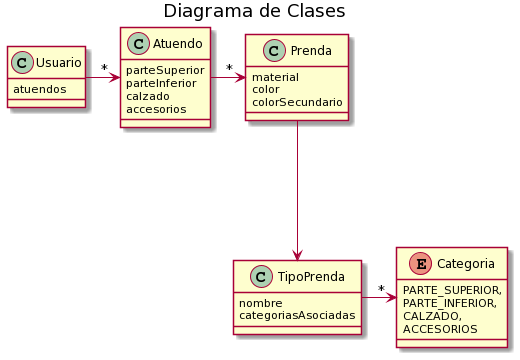 Diagrama de Clases
C Usuario
atuendos
*
C Atuendo
parteSuperior
parteInferior
calzado
accesorios
*
C Prenda
material
color
colorSecundario
C TipoPrenda
nombre
categoriasAsociadas
*
E Categoria
PARTE_SUPERIOR,
PARTE_INFERIOR,
CALZADO,
ACCESORIOS